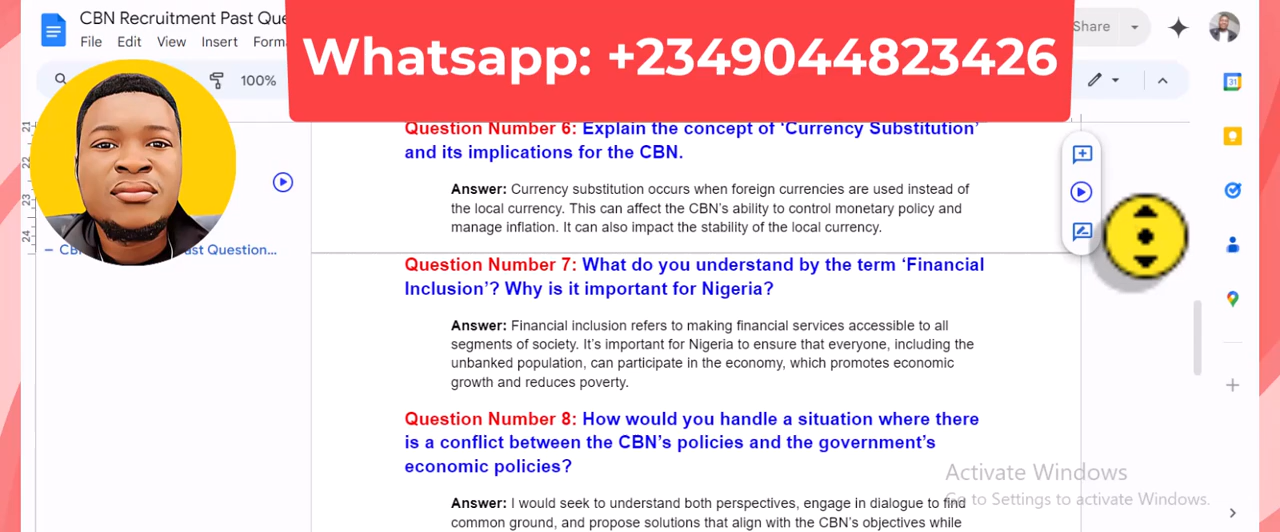 CBN Recruitment Past Que
Share
File Edit View Insert Form
Whatsapp: +2349044823426
100%
31
21
22
23
24
Question Number 6: Explain the concept of ‘Currency Substitution’
and its implications for the CBN.
Answer: Currency substitution occurs when foreign currencies are used instead of
the local currency. This can affect the CBN’s ability to control monetary policy and
manage inflation. It can also impact the stability of the local currency.
CB ast Question...
Question Number 7: What do you understand by the term ‘Financial
Inclusion’? Why is it important for Nigeria?
Answer: Financial inclusion refers to making financial services accessible to all
segments of society. It’s important for Nigeria to ensure that everyone, including the
unbanked population, can participate in the economy, which promotes economic
growth and reduces poverty.
Question Number 8: How would you handle a situation where there
is a conflict between the CBN’s policies and the government’s
economic policies?
Activate Windows
Go to Settings to activate Windows.
Answer: I would seek to understand both perspectives, engage in dialogue to find
common ground, and propose solutions that align with the CBN’s objectives while